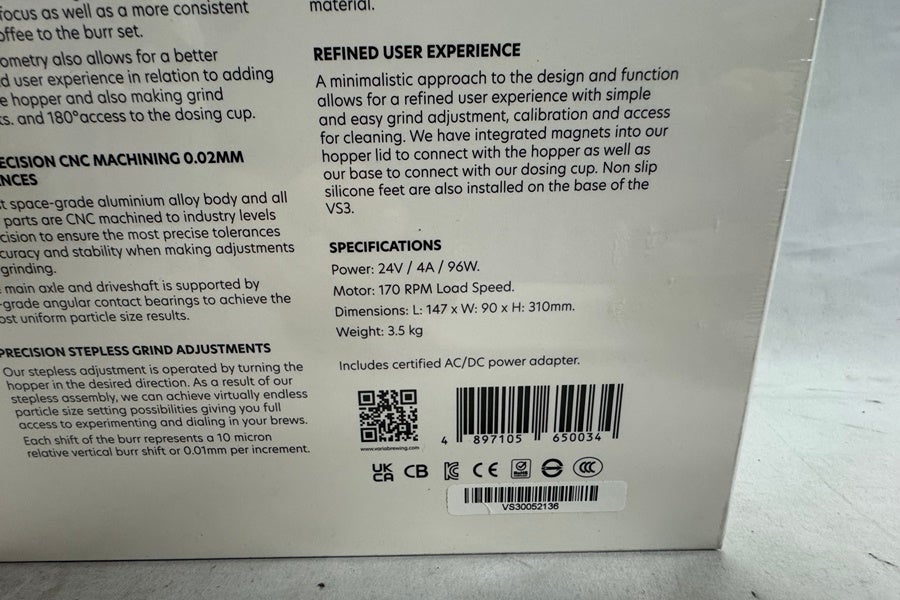 focus as well as a more consistent
coffee to the burr set.
ometry also allows for a better
d user experience in relation to adding
e hopper and also making grind
s. and 180°access to the dosing cup.
ECISION CNC MACHINING 0.02MM
NCES
t space-grade aluminium alloy body and all
parts are CNC machined to industry levels
cision to ensure the most precise tolerances
curacy and stability when making adjustments
grinding.
main axle and driveshaft is supported by
-grade angular contact bearings to achieve the
ost uniform particle size results.
PRECISION STEPLESS GRIND ADJUSTMENTS
Our stepless adjustment is operated by turning the
hopper in the desired direction. As a result of our
stepless assembly, we can achieve virtually endless
particle size setting possibilities giving you full
access to experimenting and dialing in your brews.
Each shift of the burr represents a 10 micron
relative vertical burr shift or 0.01mm per increment.
material.
REFINED USER EXPERIENCE
A minimalistic approach to the design and function
allows for a refined user experience with simple
and easy grind adjustment, calibration and access
for cleaning. We have integrated magnets into our
hopper lid to connect with the hopper as well as
our base to connect with our dosing cup. Non slip
silicone feet are also installed on the base of the
VS3.
SPECIFICATIONS
Power: 24V / 4A / 96W.
Motor: 170 RPM Load Speed.
Dimensions: L: 147 x W: 90 x H: 310mm.
Weight: 3.5 kg
Includes certified AC/DC power adapter.
www.variabrewing.com
4 897105 650034
UK CA CB CE RoHS CCC
VS30052136